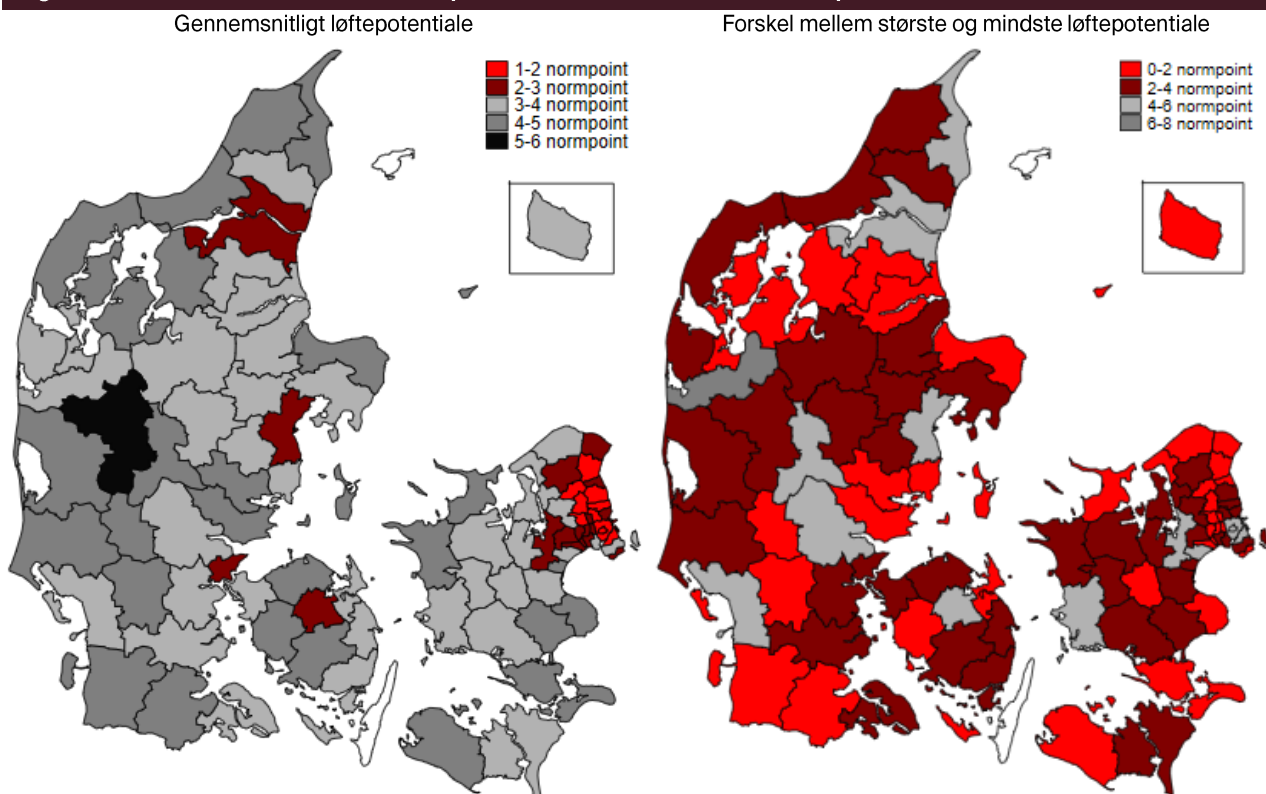 Gennemsnitligt løftepotentiale
1-2 normpoint
2-3 normpoint
3-4 normpoint
4-5 normpoint
5-6 normpoint
Forskel mellem største og mindste løftepotentiale
0-2 normpoint
2-4 normpoint
4-6 normpoint
6-8 normpoint